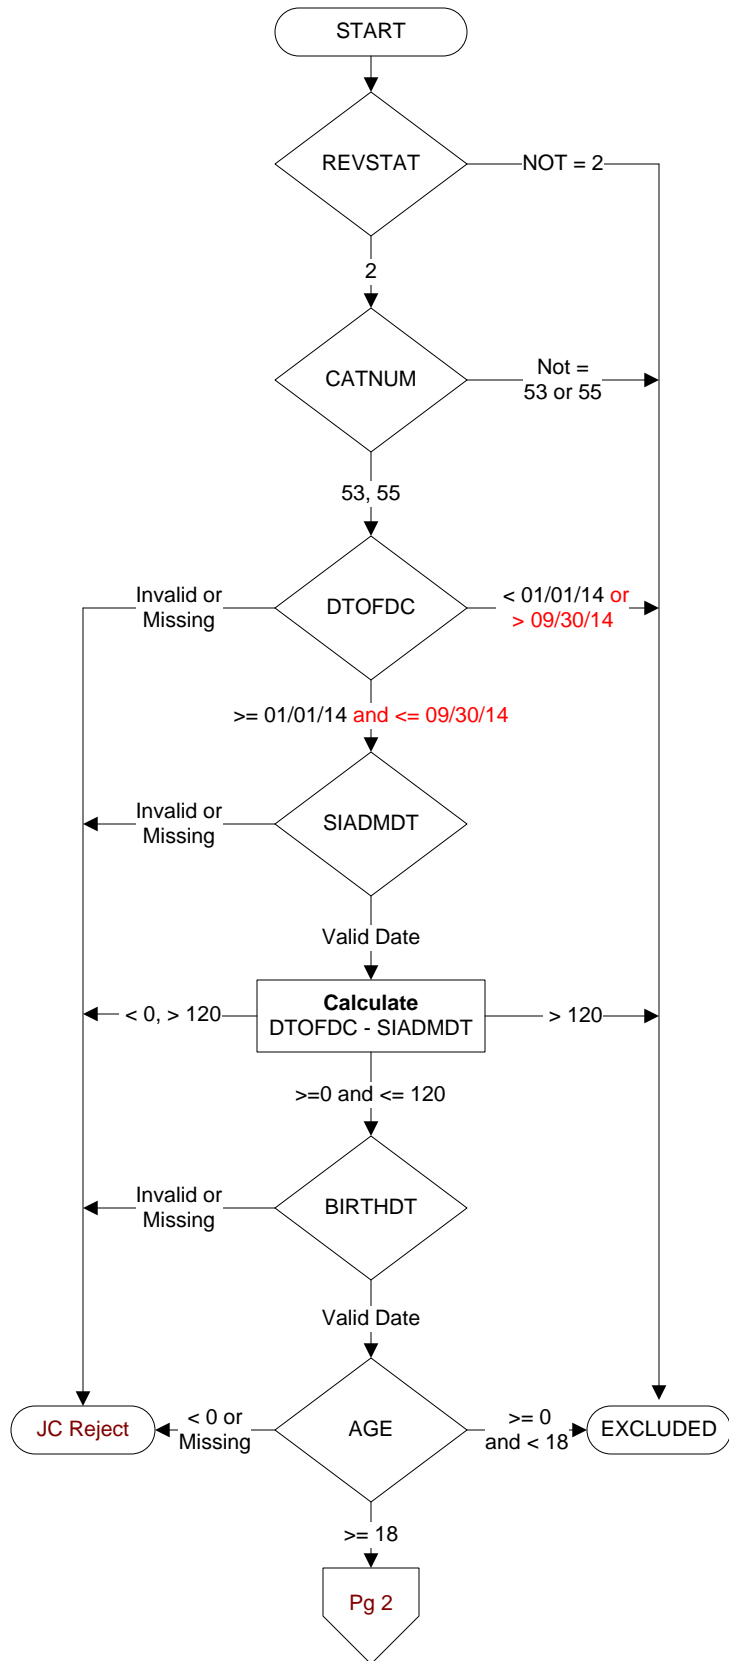 START
REVSTAT
NOT = 2
2
CATNUM
Not =
53 or 55
53, 55
Invalid or
Missing
DTOFDC
< 01/01/14 or
> 09/30/14
>= 01/01/14 and <= 09/30/14
Invalid or
Missing
SIADMDT
Valid Date
< 0, > 120
Calculate
DTOFDC - SIADMDT
> 120
>=0 and <= 120
Invalid or
Missing
BIRTHDT
Valid Date
JC Reject
< 0 or
Missing
AGE
>= 0
and < 18
EXCLUDED
>= 18
Pg 2